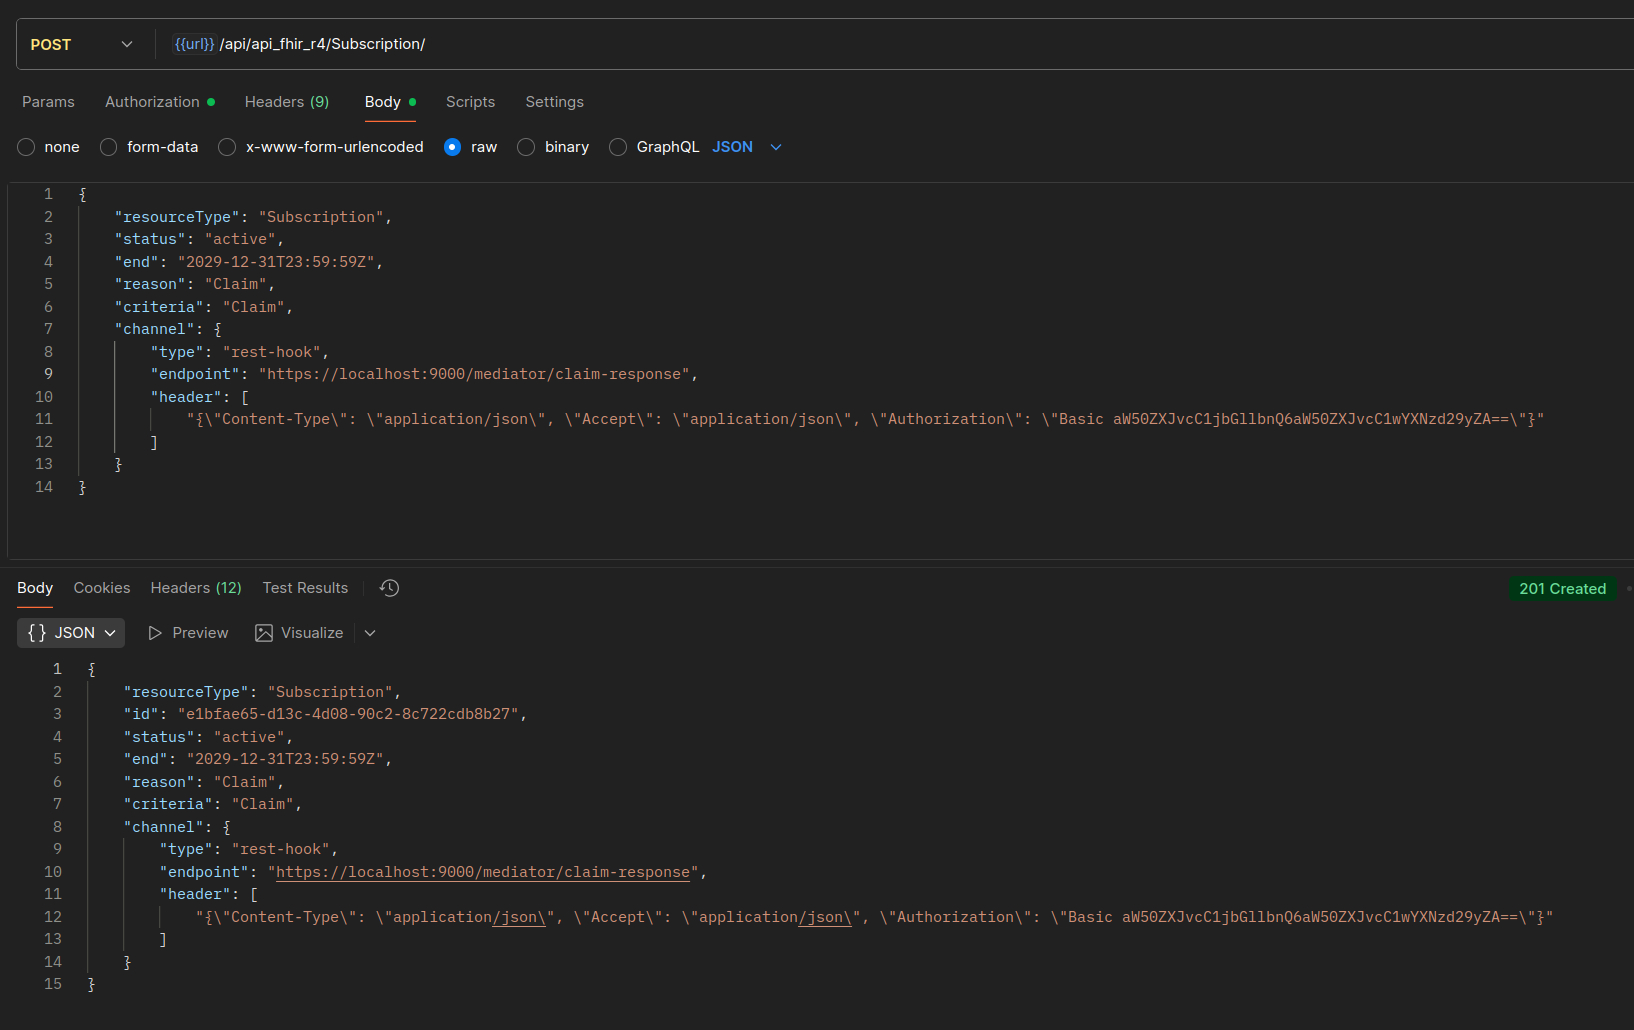 POST {{url}}/api/api_fhir_r4/Subscription/
Params Authorization Headers (9) Body Scripts Settings
none form-data x-www-form-urlencoded raw binary GraphQL JSON
1 {
2 "resourceType": "Subscription",
3 "status": "active",
4 "end": "2029-12-31T23:59:59Z",
5 "reason": "Claim",
6 "criteria": "Claim",
7 "channel": {
8 "type": "rest-hook",
9 "endpoint": "https://localhost:9000/mediator/claim-response",
10 "header": [
11 "{\"Content-Type\": \"application/json\", \"Accept\": \"application/json\", \"Authorization\": \"Basic aW50ZXJvcC1jbGllbnQ6aW50ZXJvcC1wYXNzd29yZA==\"}"
12 ]
13 }
14 }
Body Cookies Headers (12) Test Results 201 Created
{} JSON Preview Visualize
1 {
2 "resourceType": "Subscription",
3 "id": "e1bfae65-d13c-4d08-90c2-8c722cdb8b27",
4 "status": "active",
5 "end": "2029-12-31T23:59:59Z",
6 "reason": "Claim",
7 "criteria": "Claim",
8 "channel": {
9 "type": "rest-hook",
10 "endpoint": "https://localhost:9000/mediator/claim-response",
11 "header": [
12 "{\"Content-Type\": \"application/json\", \"Accept\": \"application/json\", \"Authorization\": \"Basic aW50ZXJvcC1jbGllbnQ6aW50ZXJvcC1wYXNzd29yZA==\"}"
13 ]
14 }
15 }